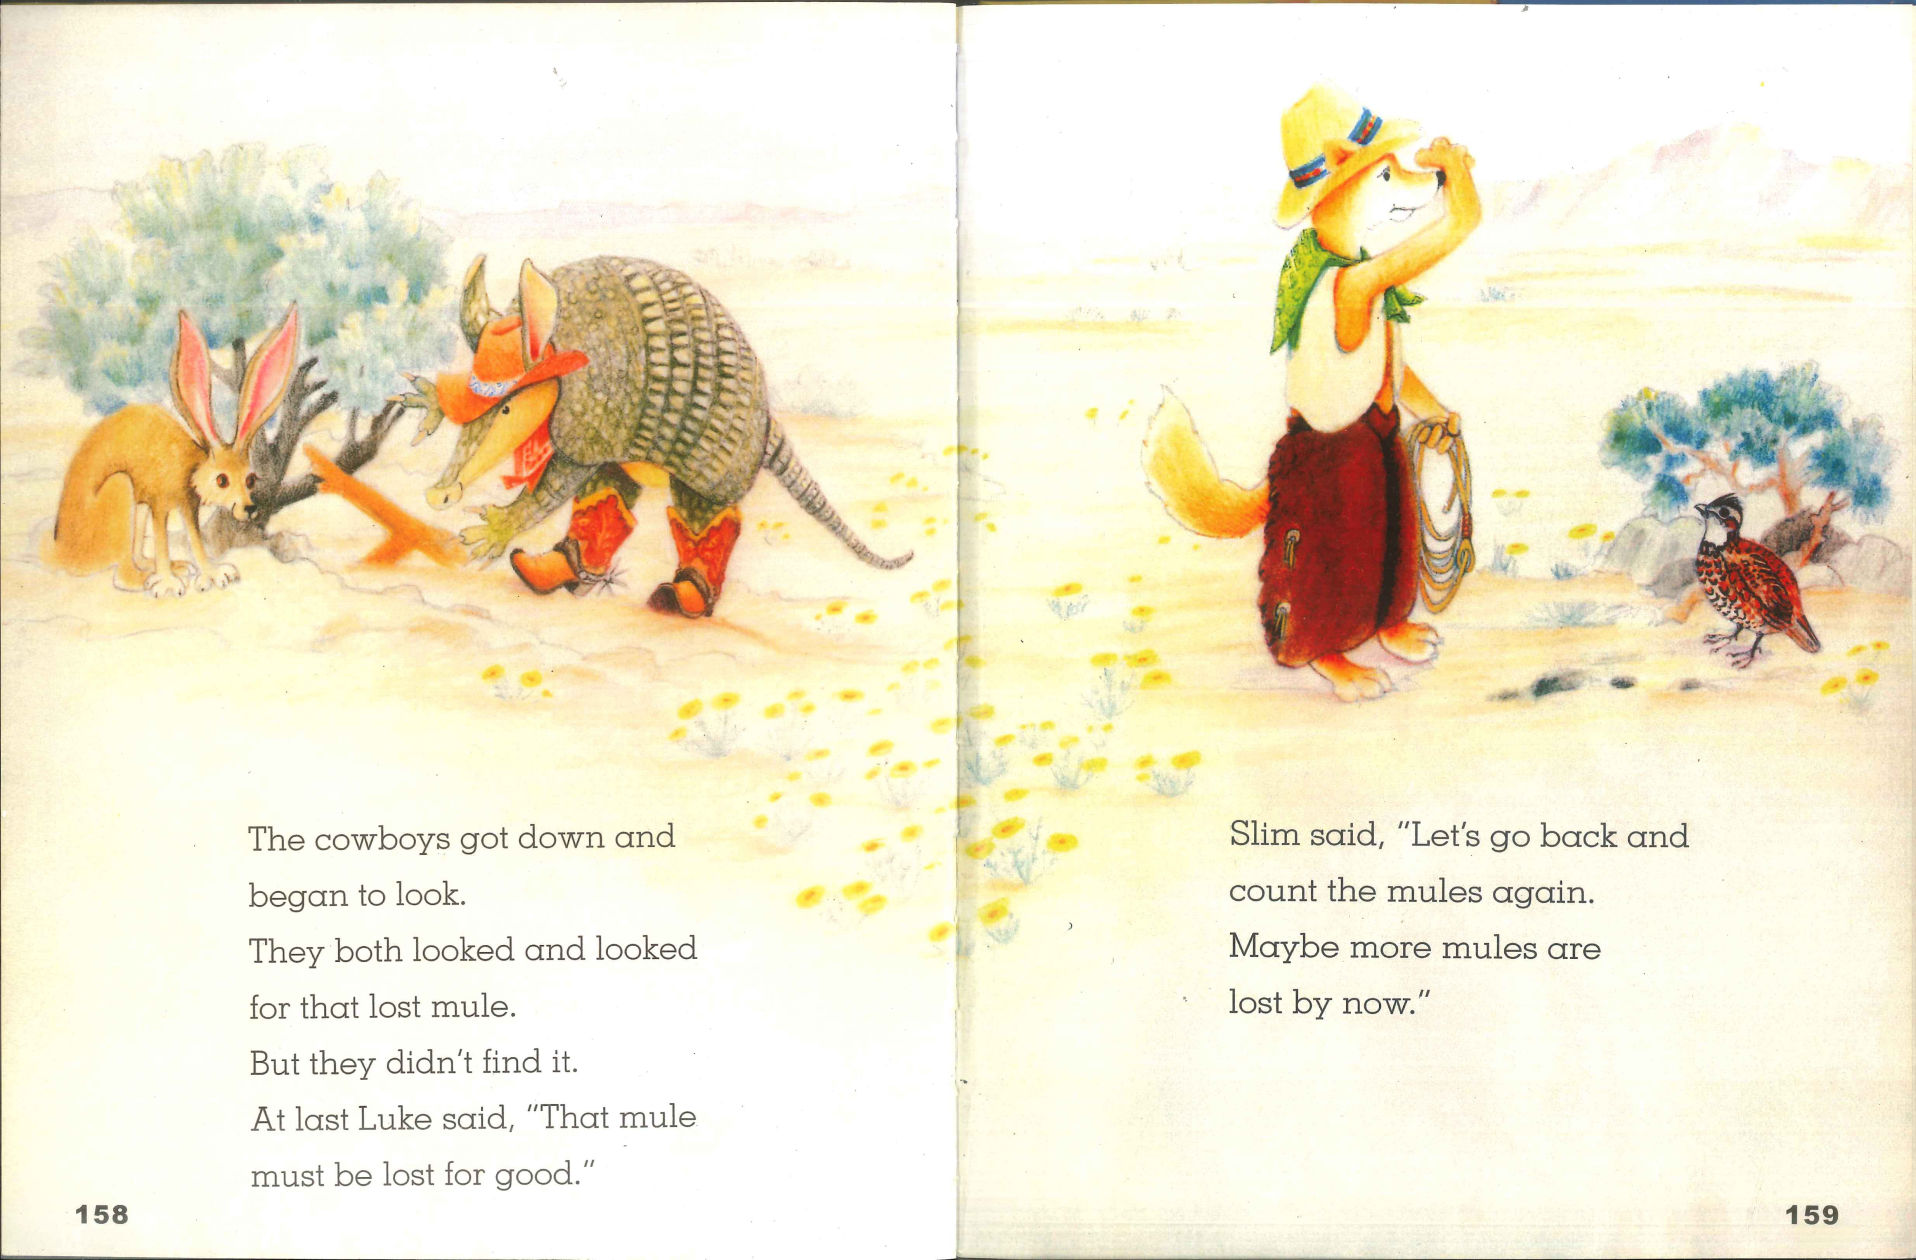 The cowboys got down and
began to look.
They both looked and looked
for that lost mule.
But they didn't find it.
At last Luke said, "That mule
must be lost for good."
158
Slim said, "Let's go back and
count the mules again.
Maybe more mules are
lost by now."
159